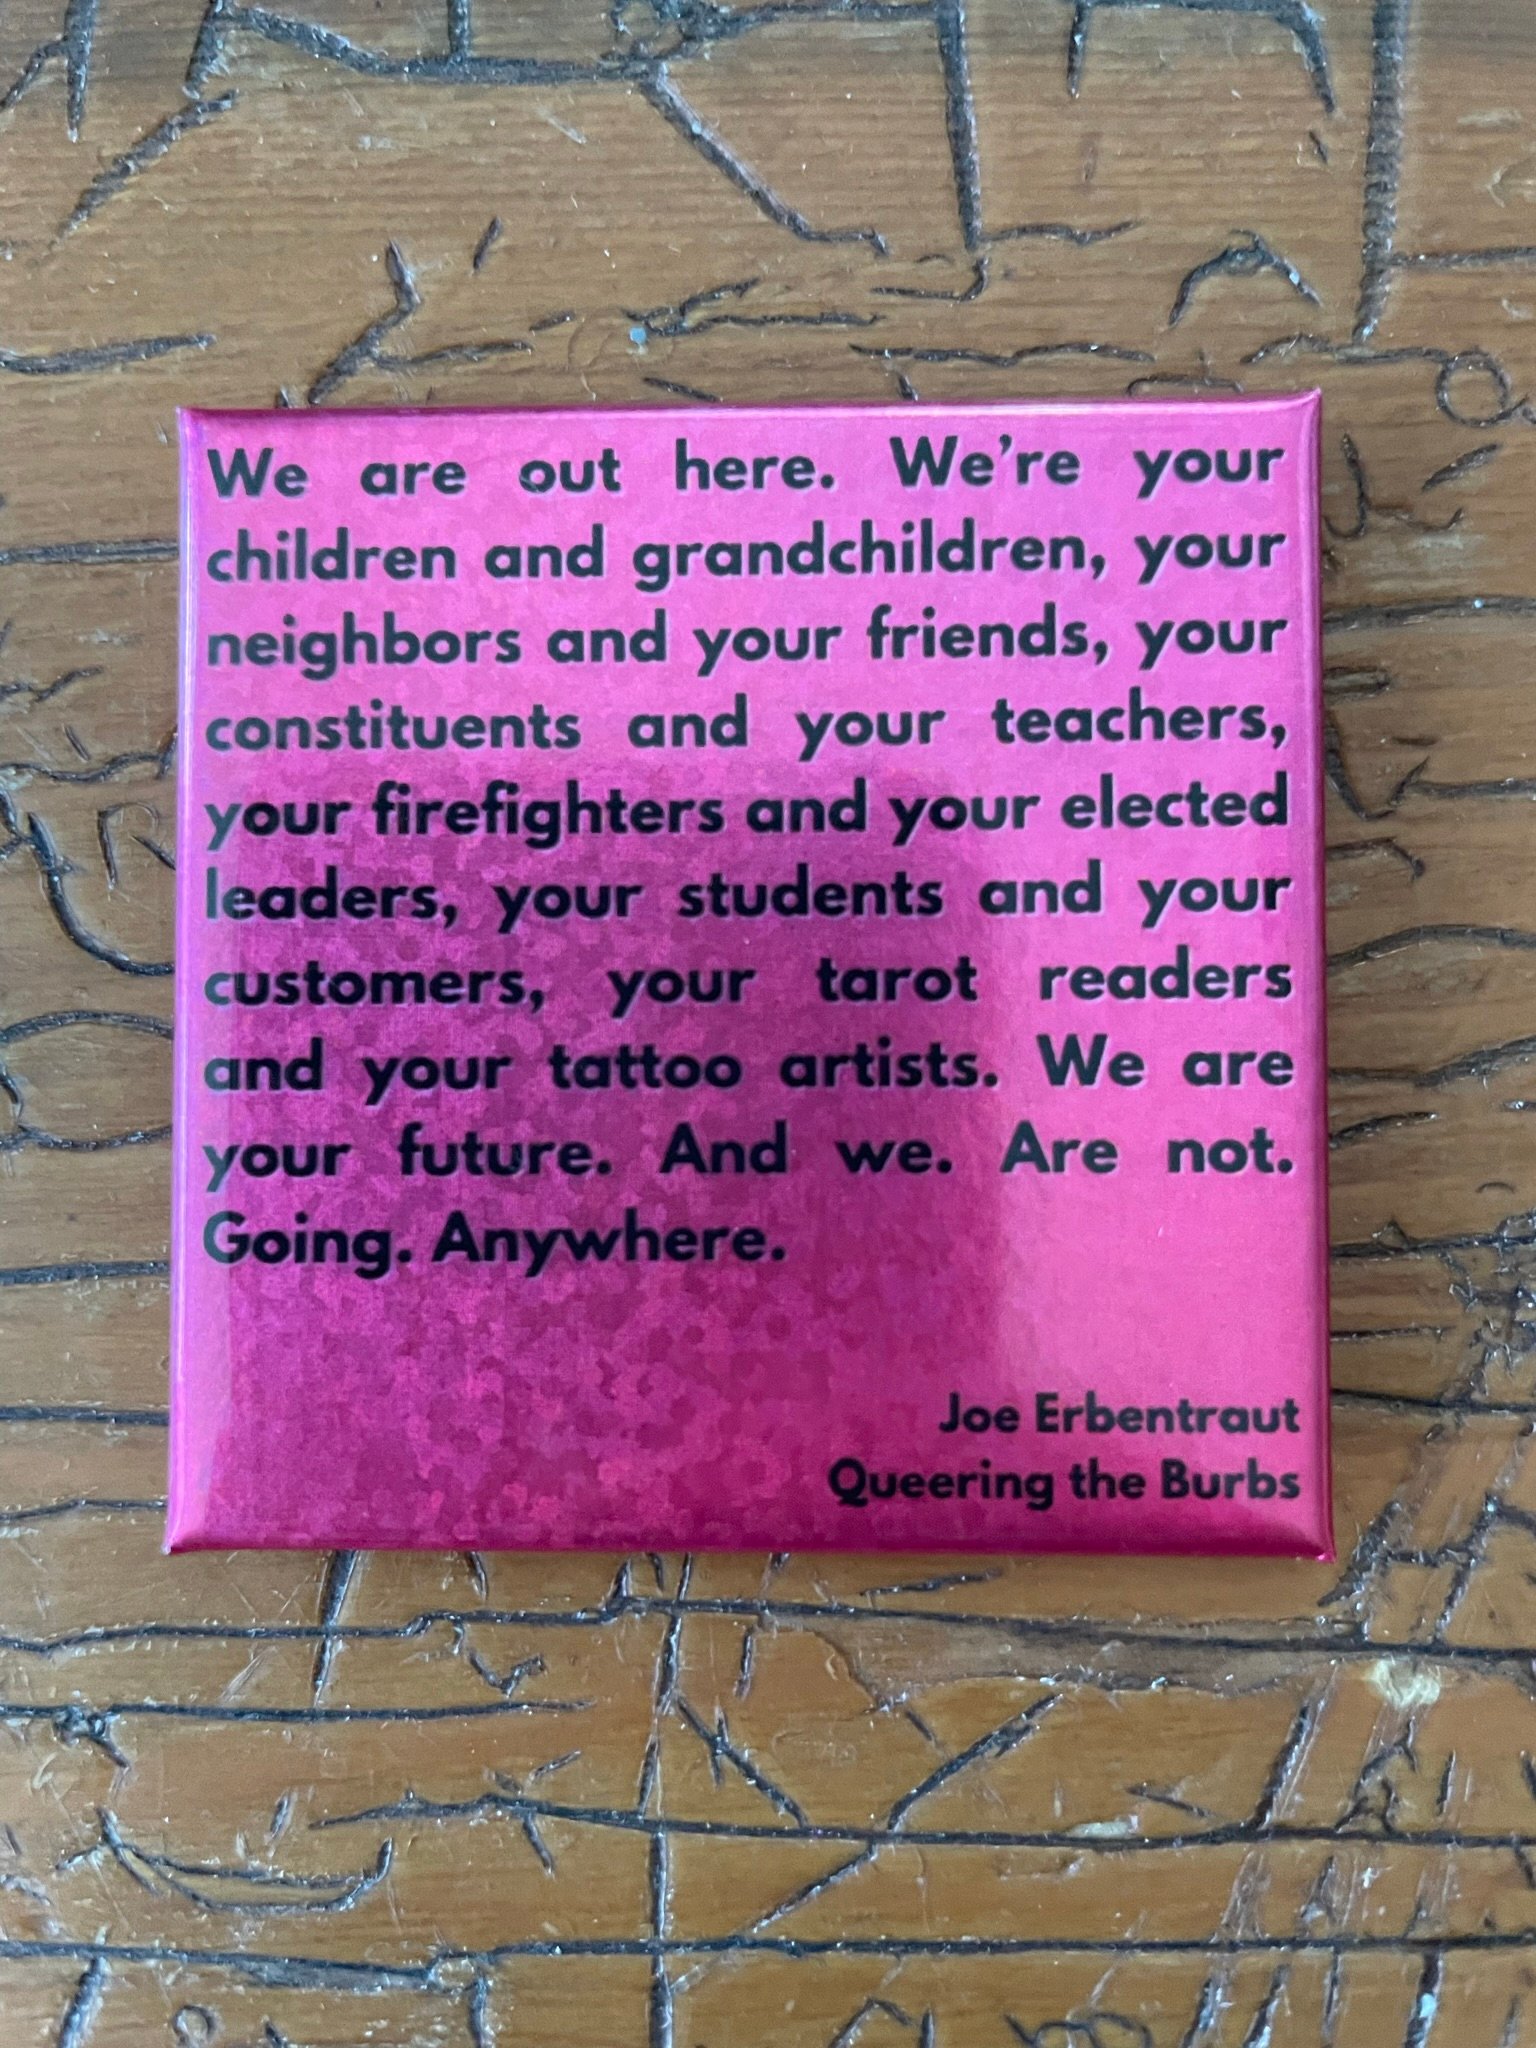 We are out here. We're your
children and grandchildren, your
neighbors and your friends, your
constituents and your teachers,
your firefighters and your elected
leaders, your students and your
customers, your tarot readers
and your tattoo artists. We are
your future. And we. Are not.
Going. Anywhere.
Joe Erbentraut
Queering the Burbs